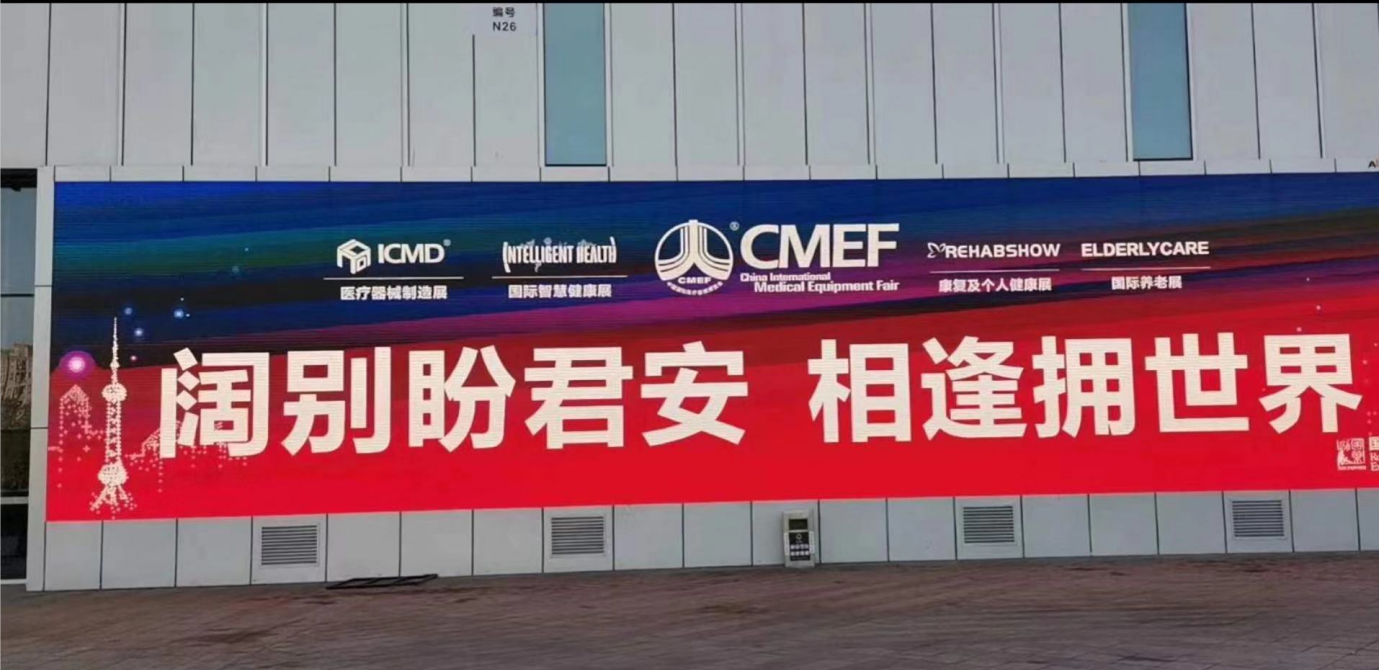 编号
N26
ICMD®
医疗器械制造展
INTELLIGENT HEALTH
国际智慧健康展
CMEF
®
CMEF
China International
Medical Equipment Fair
REHABSHOW
康复及个人健康展
ELDERLYCARE
国际养老展
阔别盼君安 相逢拥世界